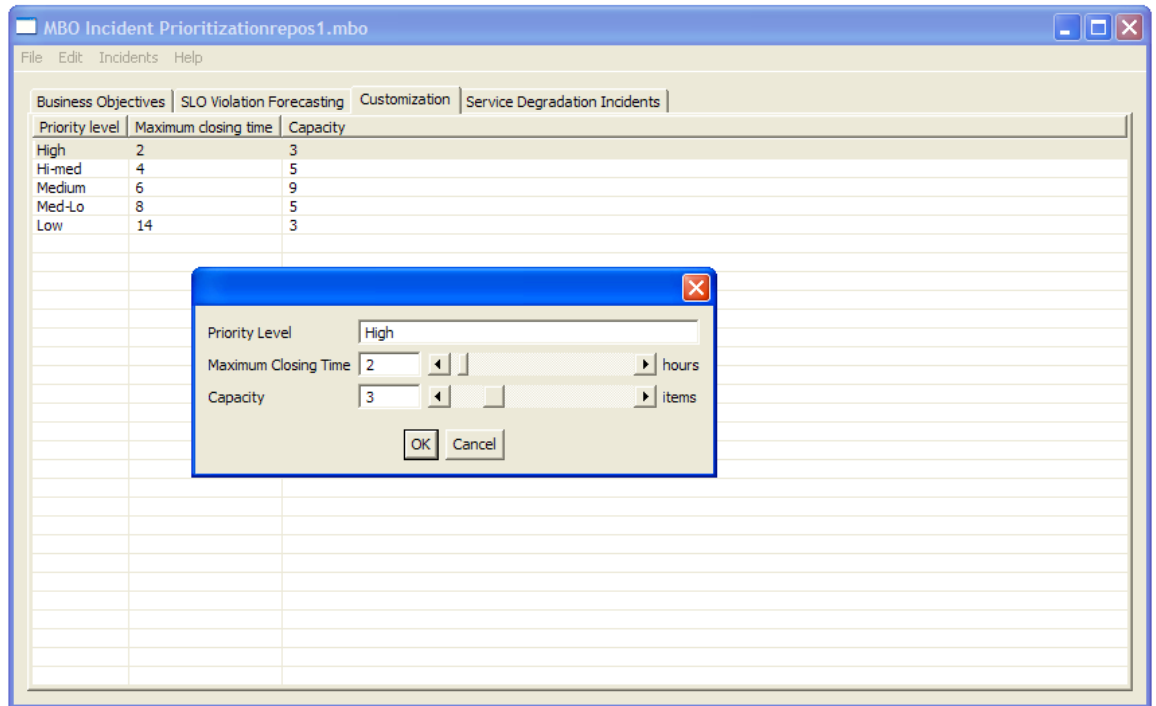 MBO Incident Prioritizationrepos1.mbo
File Edit Incidents Help
Business Objectives SLO Violation Forecasting Customization Service Degradation Incidents
Priority level Maximum closing time Capacity
High 2 3
Hi-med 4 5
Medium 6 9
Med-Lo 8 5
Low 14 3
Priority Level High
Maximum Closing Time 2 hours
Capacity 3 items
OK Cancel